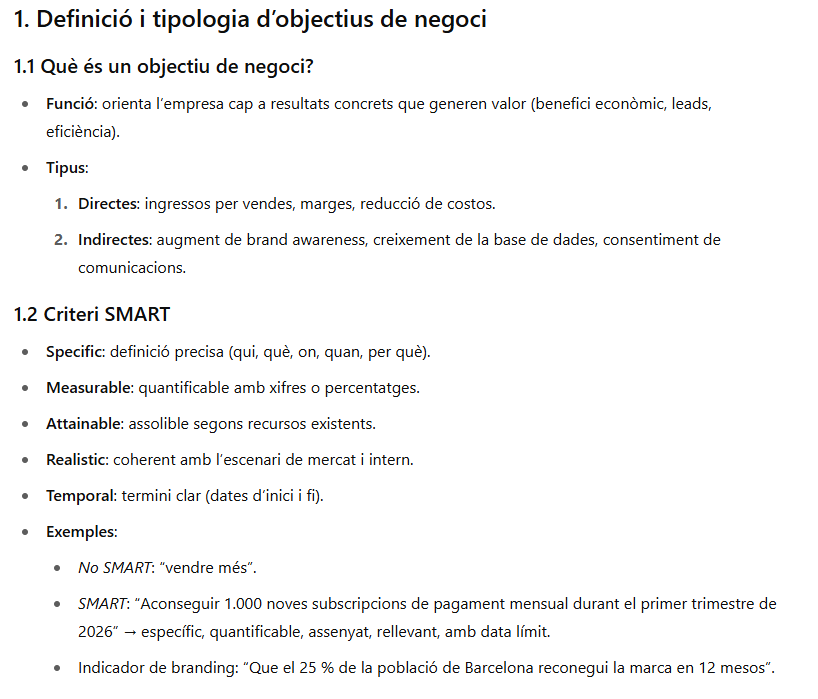 1. Definició i tipologia d’objectius de negoci
1.1 Què és un objectiu de negoci?
• Funció: orienta l’empresa cap a resultats concrets que generen valor (benefici econòmic, leads,
eficiència).
• Tipus:
1. Directes: ingressos per vendes, marges, reducció de costos.
2. Indirectes: augment de brand awareness, creixement de la base de dades, consentiment de
comunicacions.
1.2 Criteri SMART
• Specific: definició precisa (qui, què, on, quan, per què).
• Measurable: quantificable amb xifres o percentatges.
• Attainable: assolible segons recursos existents.
• Realistic: coherent amb l’escenari de mercat i intern.
• Temporal: termini clar (dates d’inici i fi).
• Exemples:
• No SMART: “vendre més”.
• SMART: “Aconseguir 1.000 noves subscripcions de pagament mensual durant el primer trimestre de
2026” → específic, quantificable, assenyat, rellevant, amb data límit.
• Indicador de branding: “Que el 25 % de la població de Barcelona reconegui la marca en 12 mesos”.